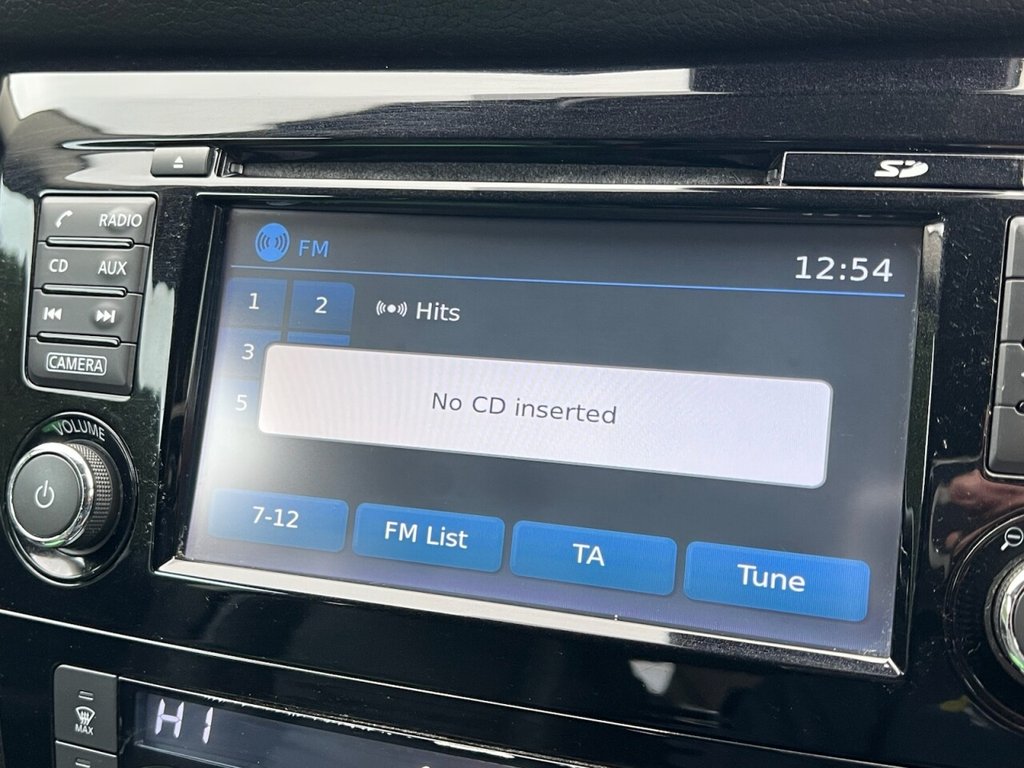 SD
RADIO
CD AUX
CAMERA
VOLUME
FM
12:54
1 2
Hits
3
5
No CD inserted
7-12
FM List
TA
Tune
MAX
HI